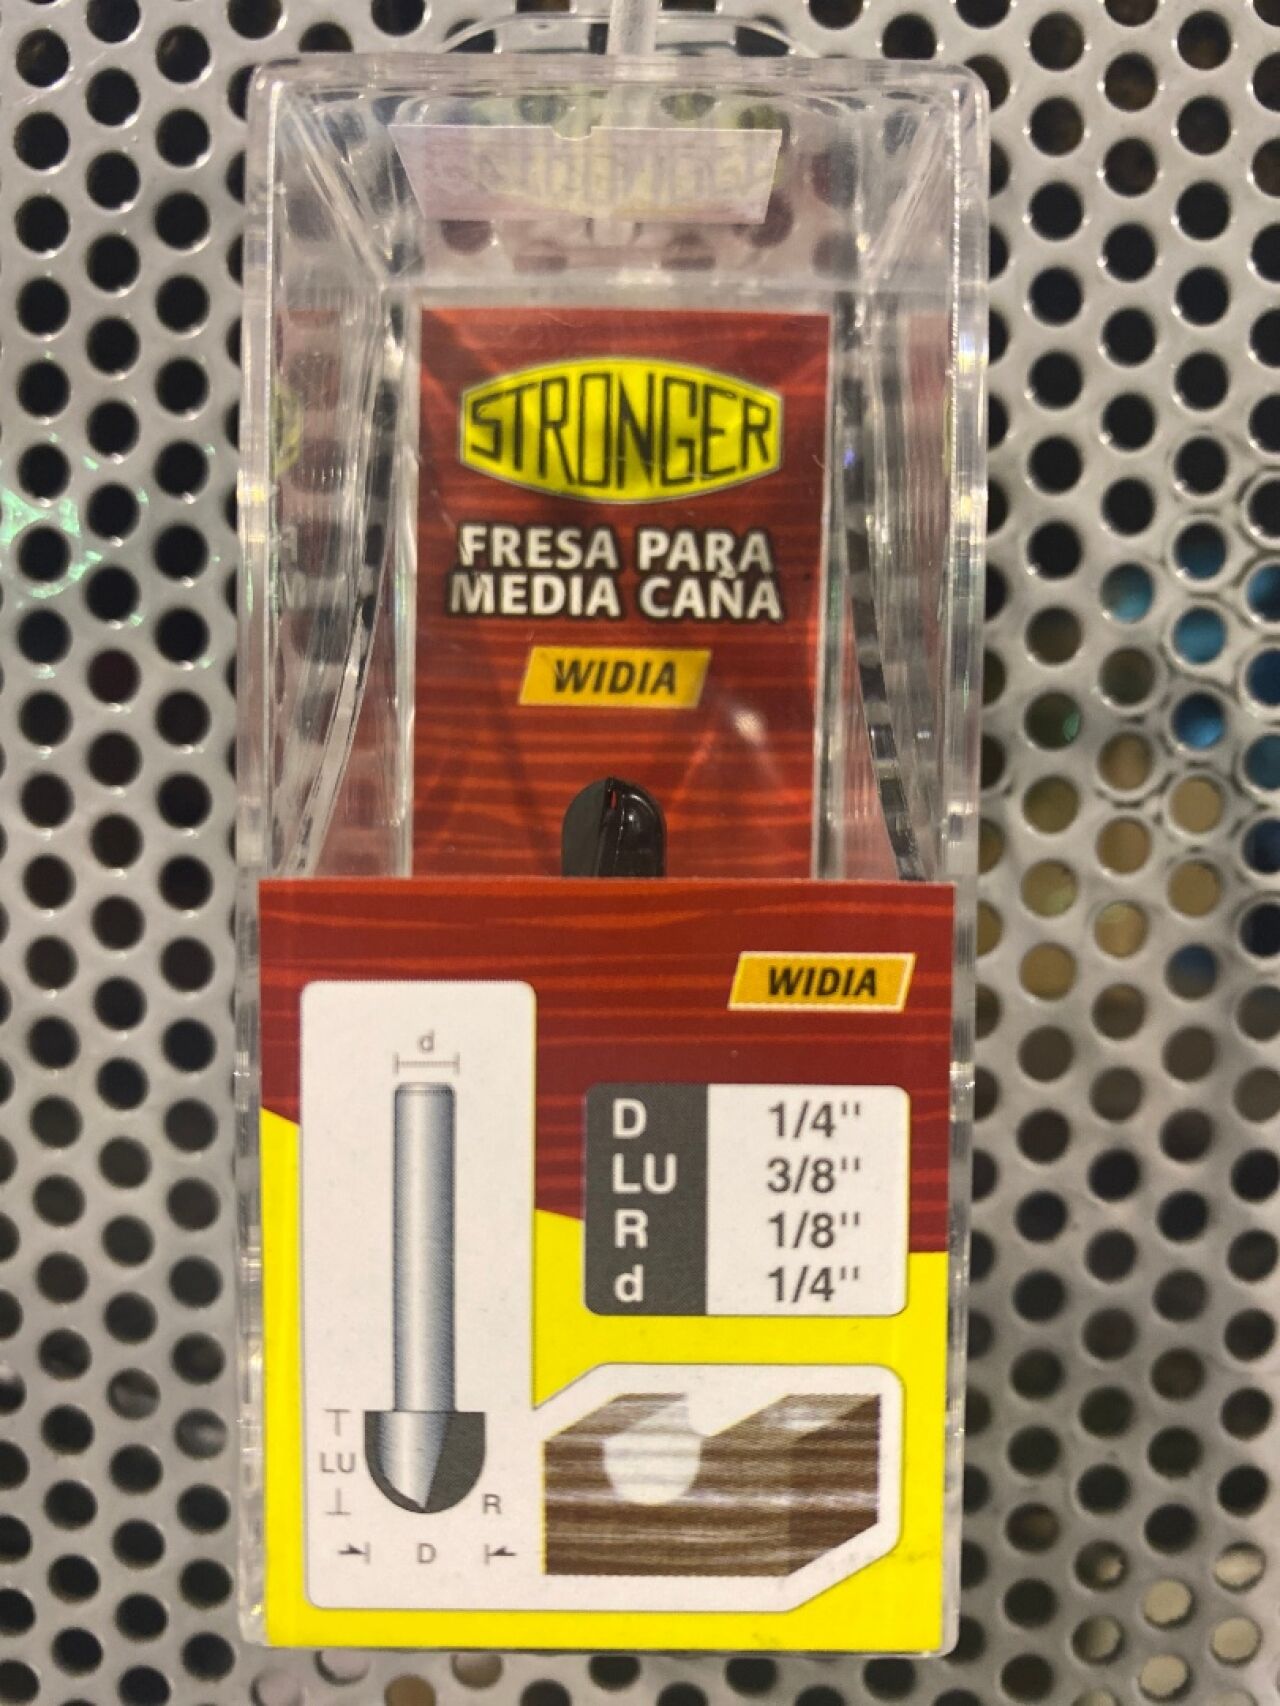 STRONGER
FRESA PARA
MEDIA CAÑA
WIDIA
WIDIA
d
D 1/4"
LU 3/8"
R 1/8"
d 1/4"
LU
R
D